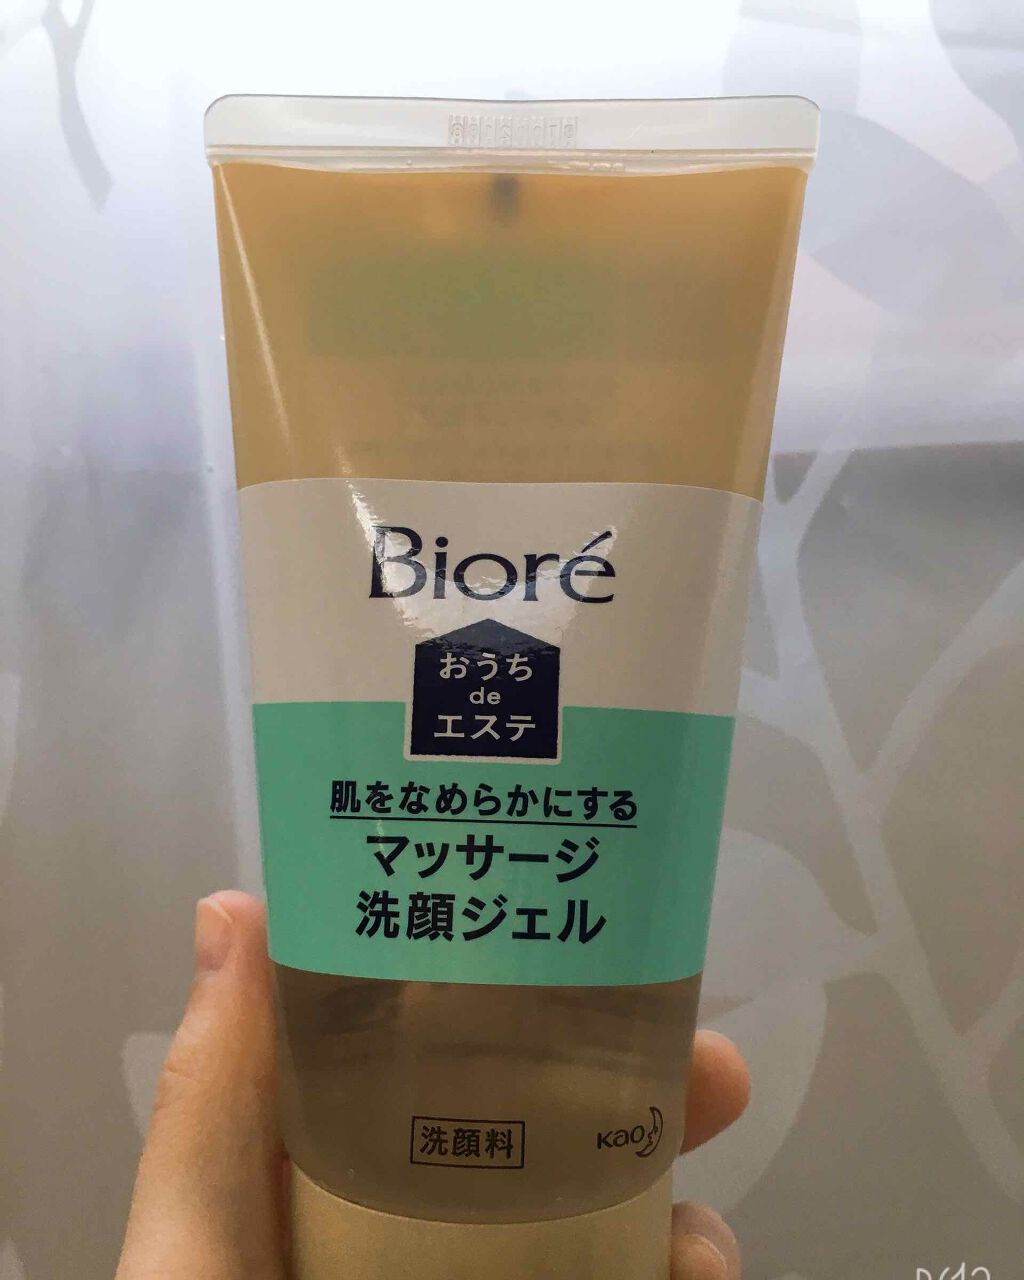 Bioré
おうち
de
エステ
肌をなめらかにする
マッサージ
洗顔ジェル
洗顔料
Kao